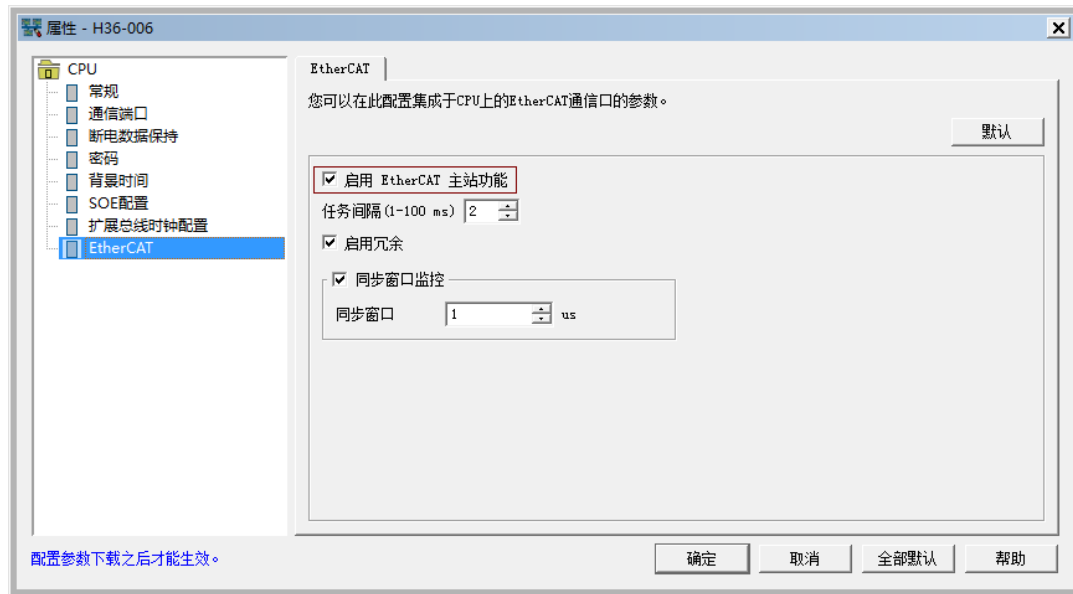 属性 - H36-006
CPU
常规
通信端口
断电数据保持
密码
背景时间
SOE配置
扩展总线时钟配置
EtherCAT
EtherCAT
您可以在此配置集成于CPU上的EtherCAT通信口的参数。
默认
启用 EtherCAT 主站功能
任务间隔(1-100 ms) 2
启用冗余
同步窗口监控
同步窗口 1 us
配置参数下载之后才能生效。
确定 取消 全部默认 帮助